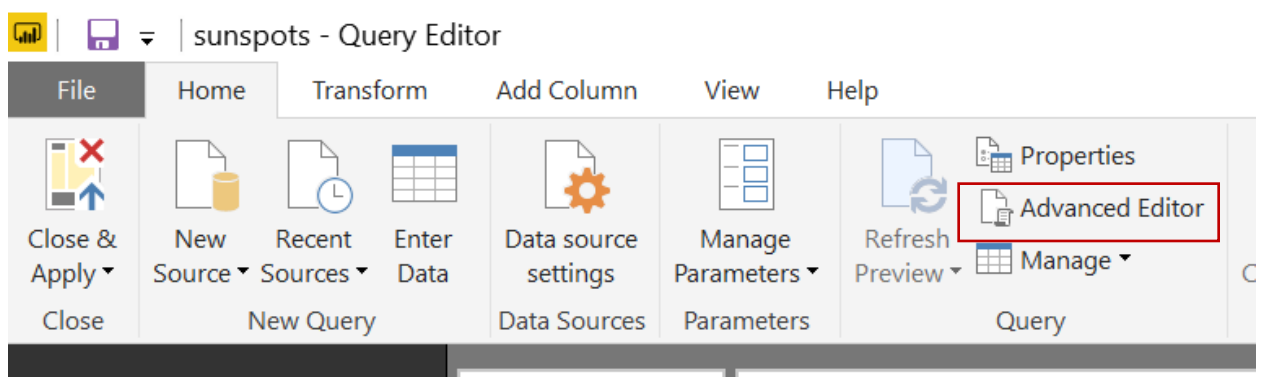 sunspots - Query Editor
File Home Transform Add Column View Help
Close & Apply
New Source
Recent Sources
Enter Data
Data source settings
Manage Parameters
Refresh Preview
Properties
Advanced Editor
Manage
Close New Query Data Sources Parameters Query